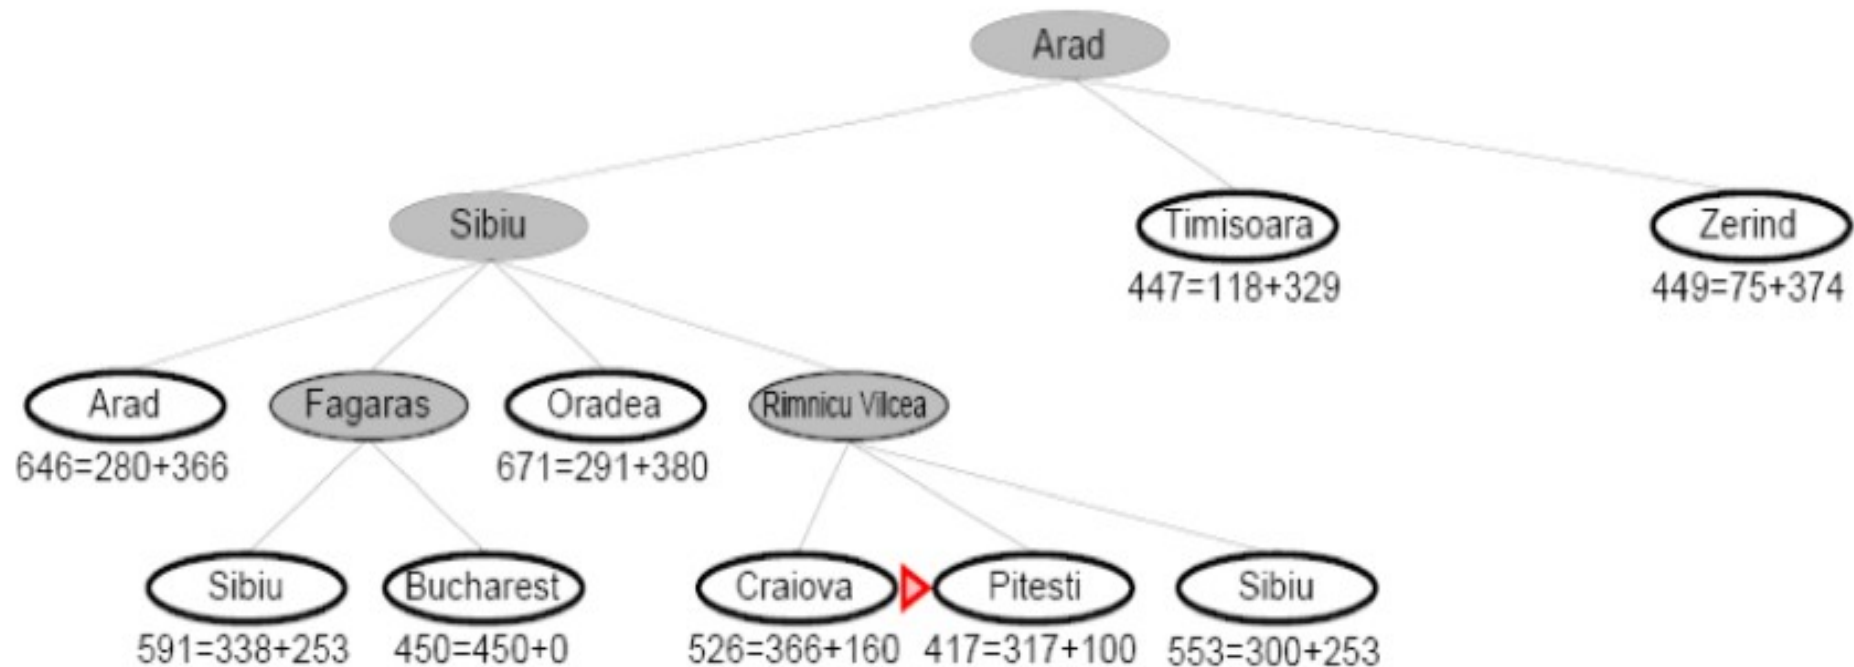 Arad
Sibiu
Timisoara
Zerind
447=118+329
449=75+374
Arad
Fagaras
Oradea
Rimnicu Vilcea
646=280+366
671=291+380
Sibiu
Bucharest
Craiova
Pitesti
Sibiu
591=338+253
450=450+0
526=366+160
417=317+100
553=300+253